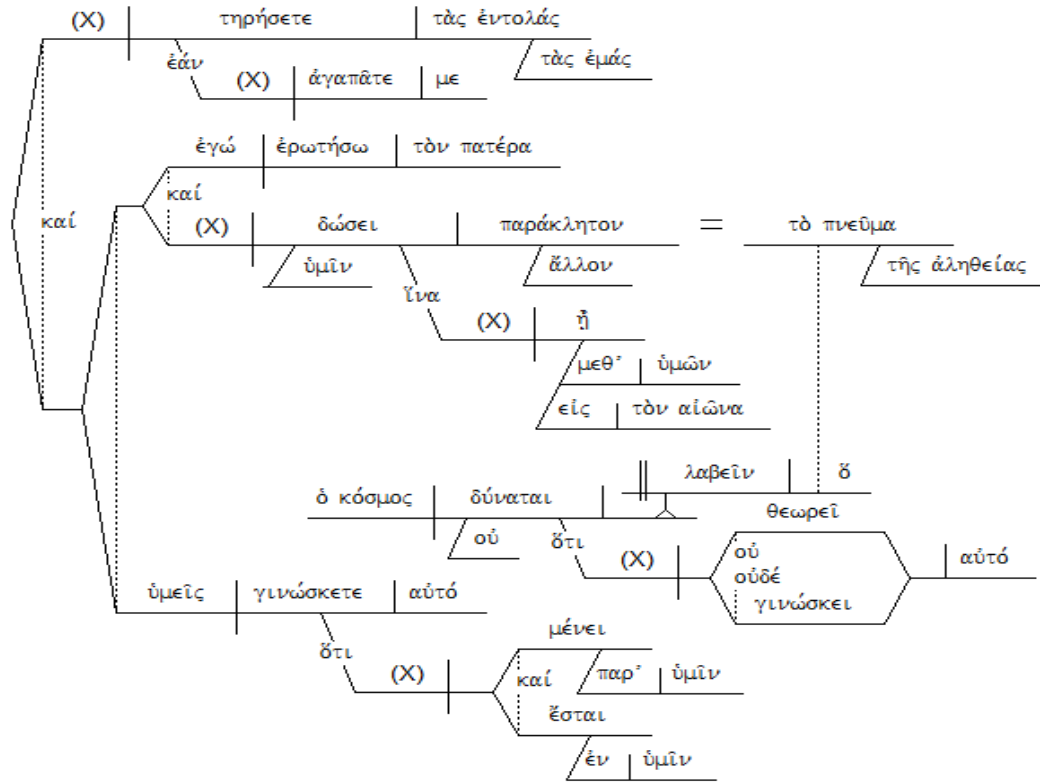 (X) τηρήσετε τὰς ἐντολάς
ἐάν τὰς ἐμάς
(X) ἀγαπᾶτε με
ἐγώ ἐρωτήσω τὸν πατέρα
καί
καί
(X) δώσει παράκλητον = τὸ πνεῦμα
ὑμῖν ἄλλον τῆς ἀληθείας
ἵνα
(X) ᾖ
μεθ’ ὑμῶν
εἰς τὸν αἰῶνα
λαβεῖν ὅ
ὁ κόσμος δύναται
θεωρεῖ
οὐ ὅτι
(X) οὐ αὐτό
οὐδέ
γινώσκει
ὑμεῖς γινώσκετε αὐτό
ὅτι
μένει
(X) καί παρ’ ὑμῖν
ἔσται
ἐν ὑμῖν